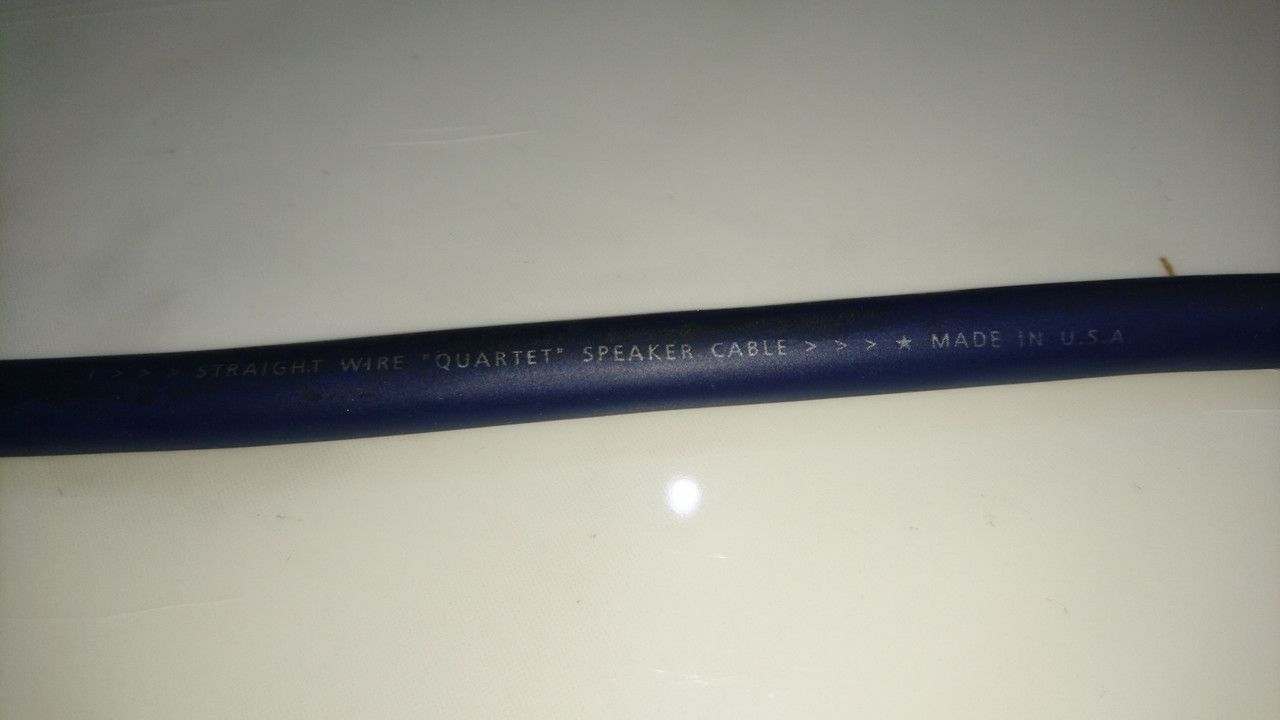 > > > STRAIGHT WIRE "QUARTET" SPEAKER CABLE > > > ★ MADE IN U.S.A